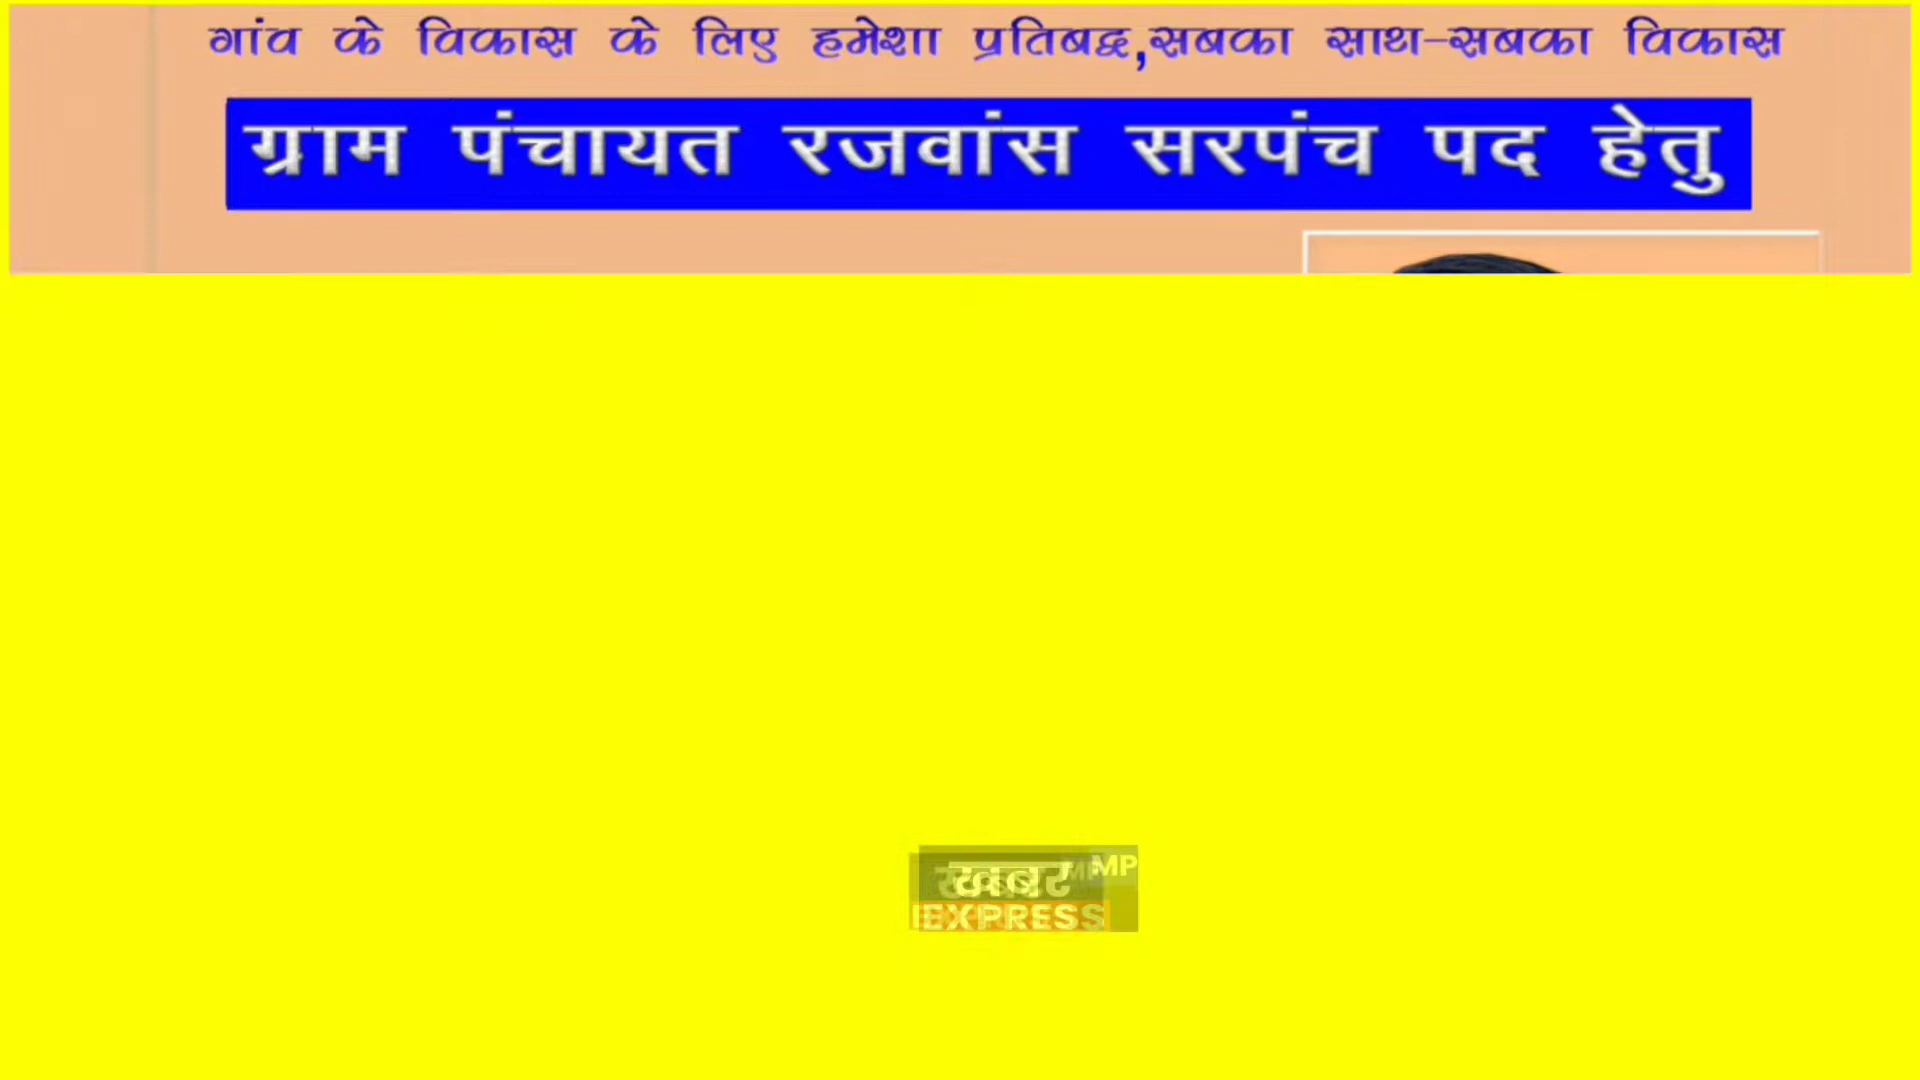 गांव के विकास के लिए हमेशा प्रतिबद्ध,सबका साथ-सबका विकास
ग्राम पंचायत रजवांस सरपंच पद हेतु
खबर MP
EXPRESS